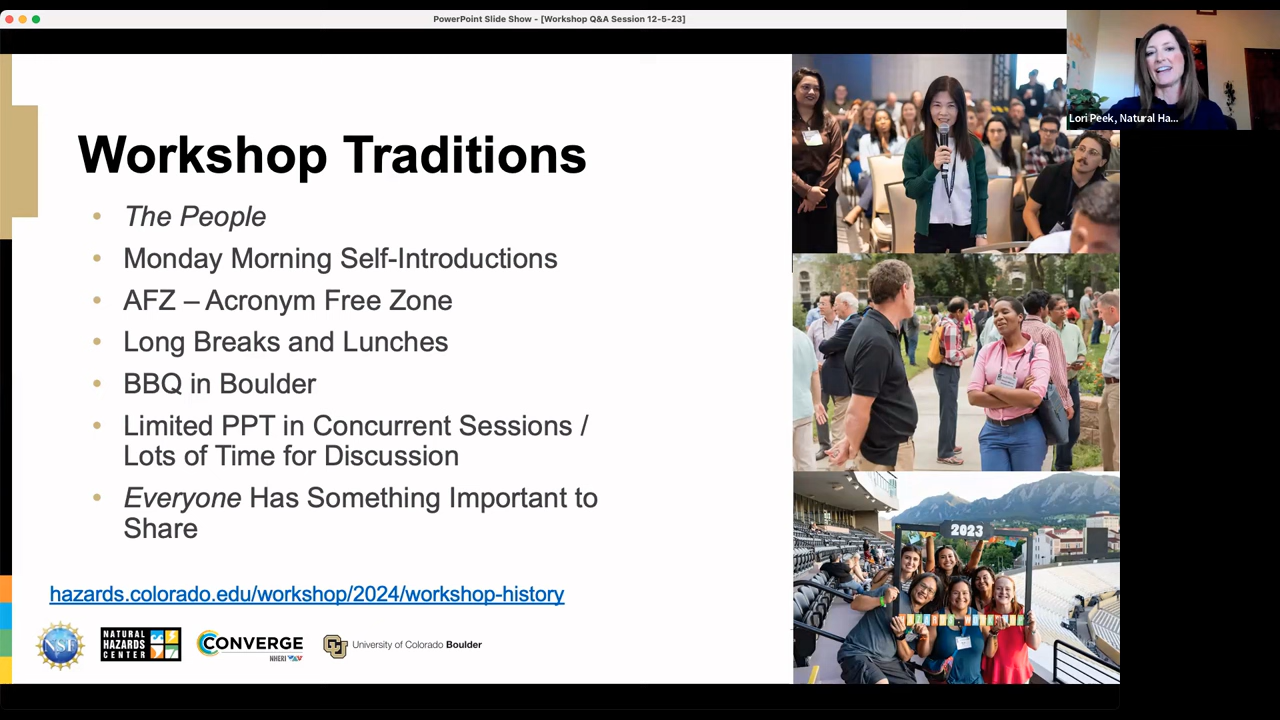 PowerPoint Slide Show - [Workshop Q&A Session 12-5-23]
Lori Peek, Natural Ha...
Workshop Traditions
• The People
• Monday Morning Self-Introductions
• AFZ – Acronym Free Zone
• Long Breaks and Lunches
• BBQ in Boulder
• Limited PPT in Concurrent Sessions /
Lots of Time for Discussion
• Everyone Has Something Important to
Share
hazards.colorado.edu/workshop/2024/workshop-history
NSF
NATURAL
HAZARDS
CENTER
CONVERGE
NHERI
CU
University of Colorado Boulder
2023